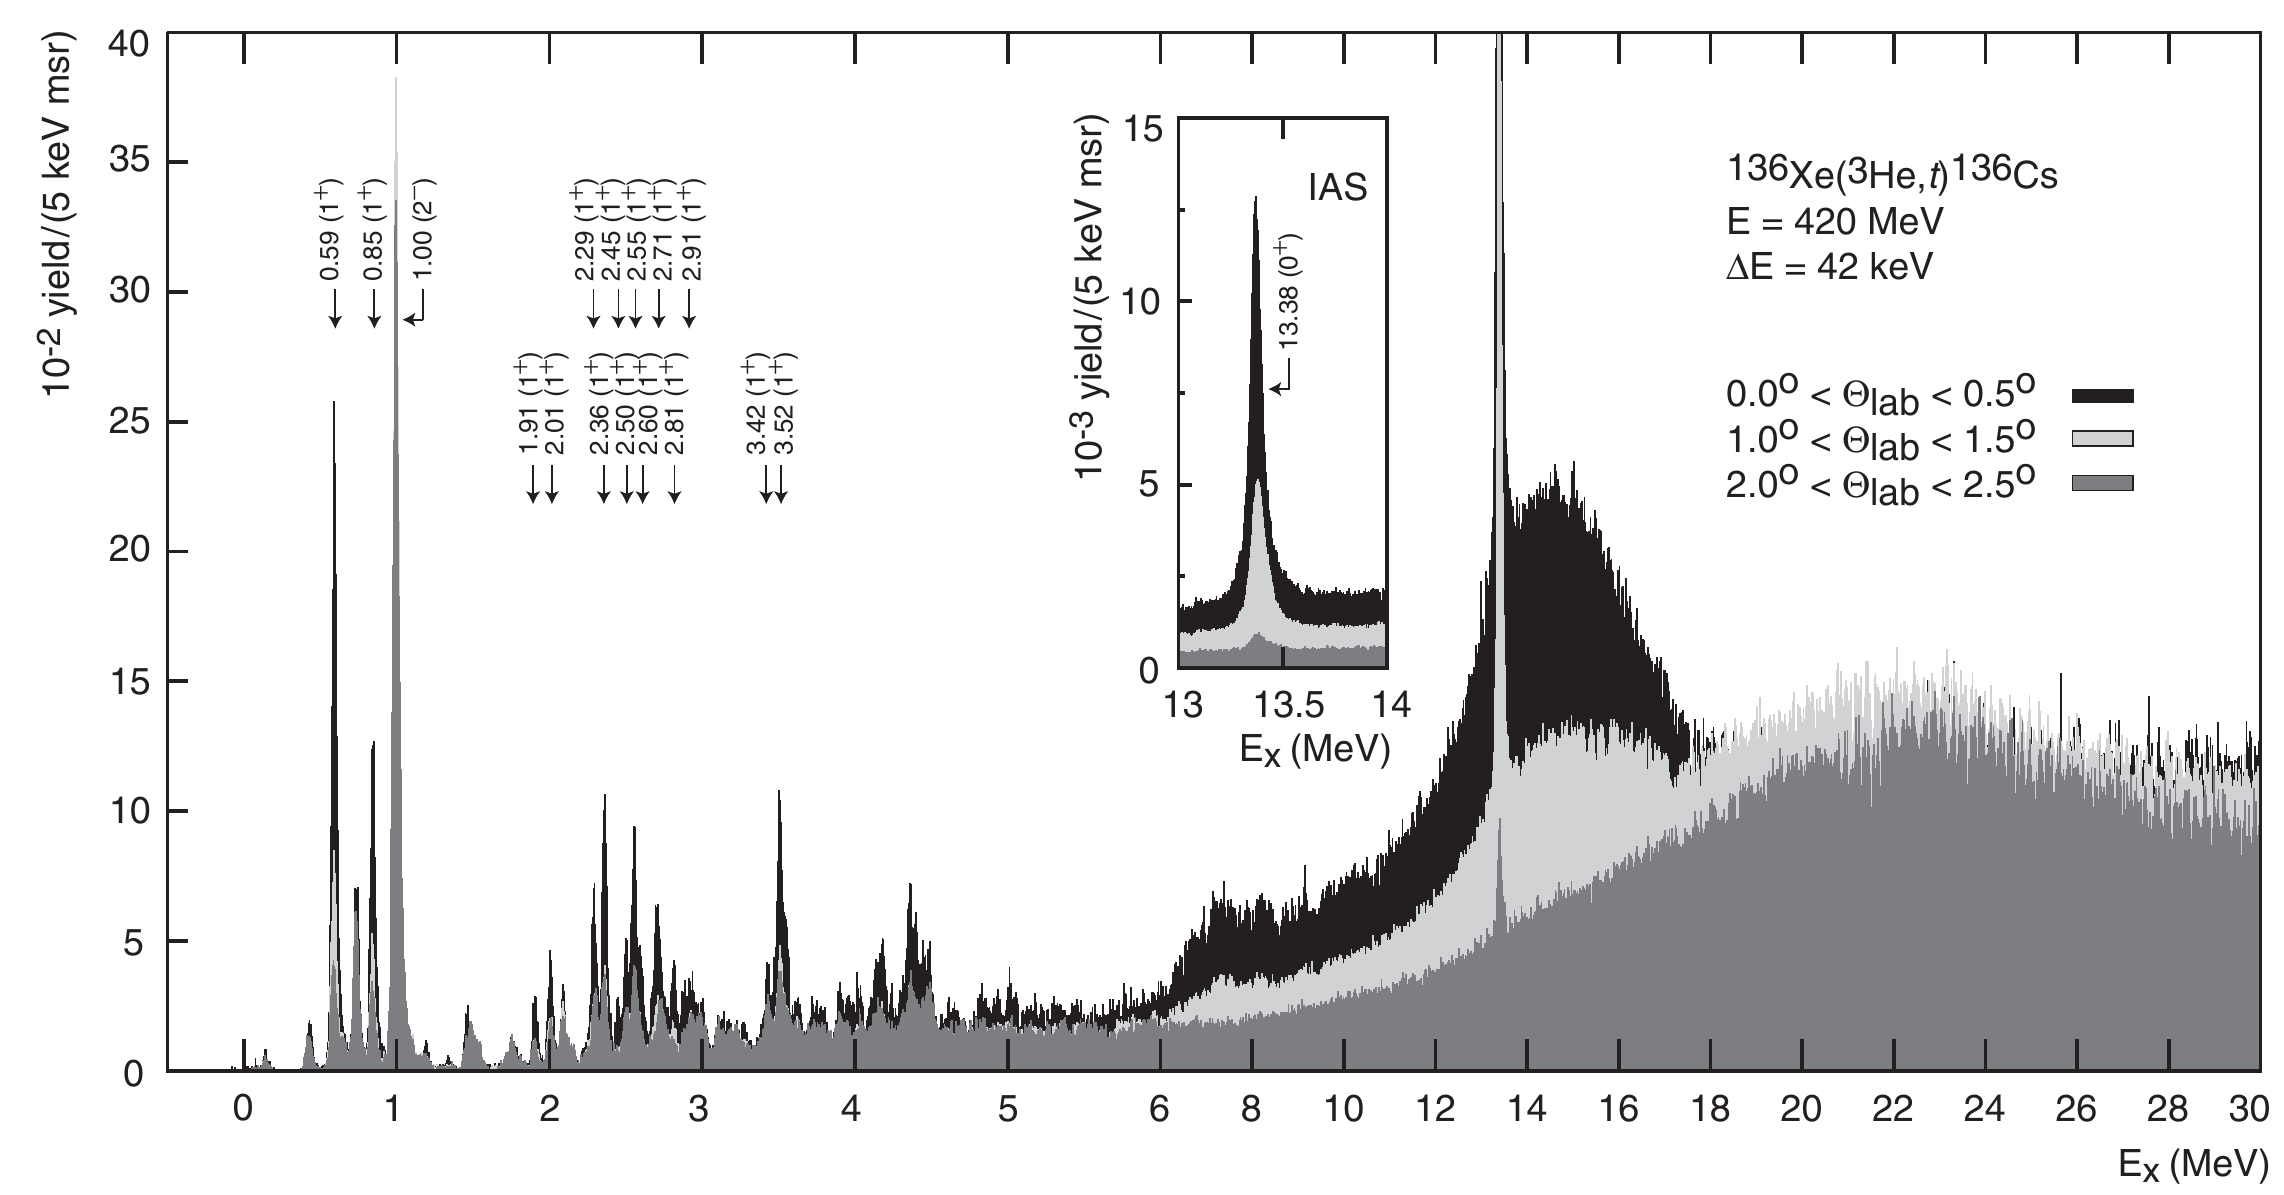 10⁻² yield/(5 keV msr)
40
35
30
25
20
15
10
5
0
0.59 (1⁺)
0.85 (1⁺)
1.00 (2⁻)
2.29 (1⁺)
2.45 (1⁺)
2.55 (1⁺)
2.71 (1⁺)
2.91 (1⁺)
1.91 (1⁺)
2.01 (1⁺)
2.36 (1⁺)
2.50 (1⁺)
2.60 (1⁺)
2.81 (1⁺)
3.42 (1⁺)
3.52 (1⁺)
10⁻³ yield/(5 keV msr)
15
10
5
0
IAS
13.38 (0⁺)
13 13.5 14
Eₓ (MeV)
¹³⁶Xe(³He,t)¹³⁶Cs
E = 420 MeV
ΔE = 42 keV
0.0° < Θlab < 0.5°
1.0° < Θlab < 1.5°
2.0° < Θlab < 2.5°
0 1 2 3 4 5 6 8 10 12 14 16 18 20 22 24 26 28 30
Eₓ (MeV)